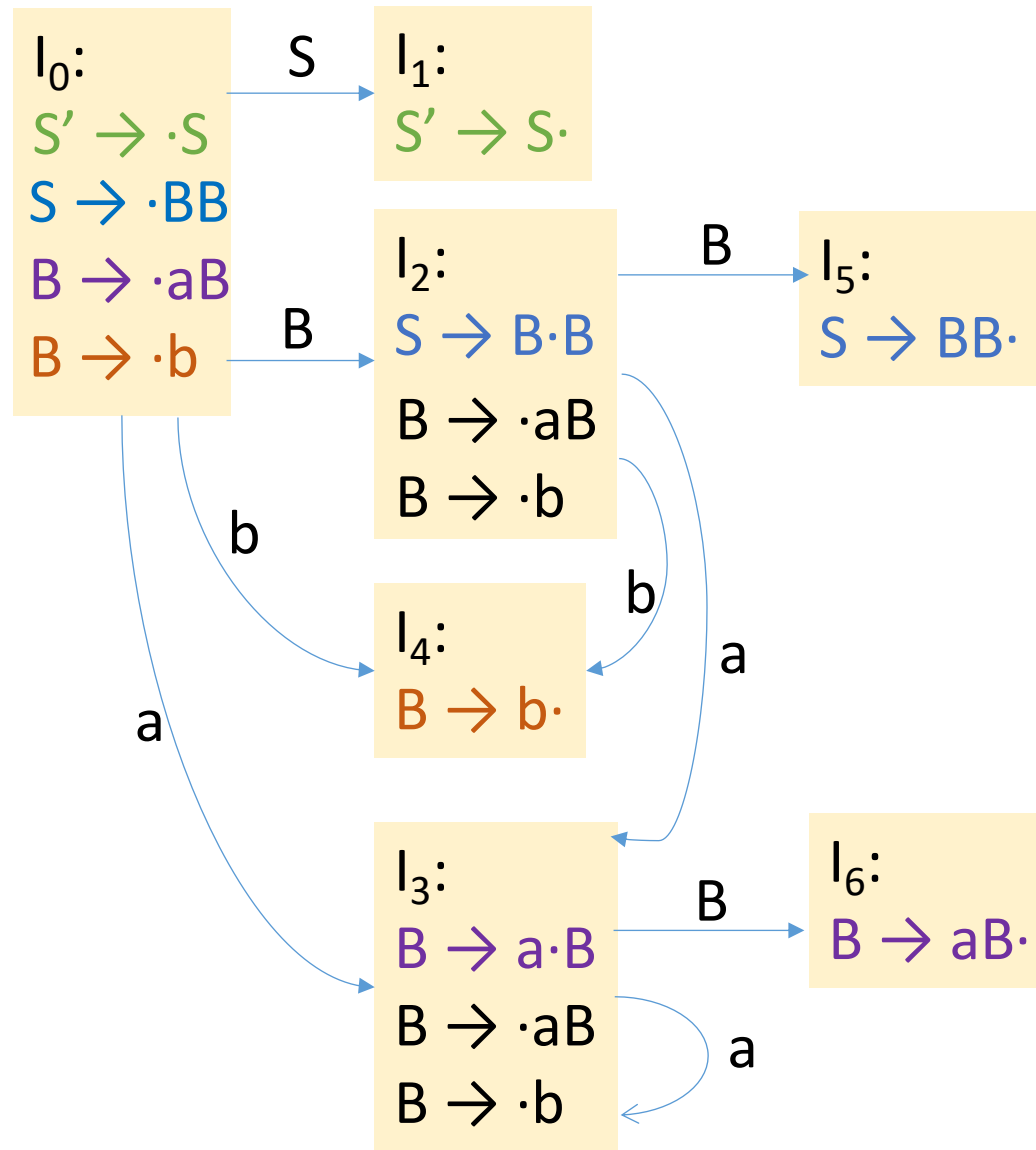 I₀:
S' → ·S
S → ·BB
B → ·aB
B → ·b
S
I₁:
S' → S·
B
I₂:
S → B·B
B → ·aB
B → ·b
B
I₅:
S → BB·
b
b
a
I₄:
B → b·
a
I₃:
B → a·B
B → ·aB
B → ·b
B
I₆:
B → aB·
a